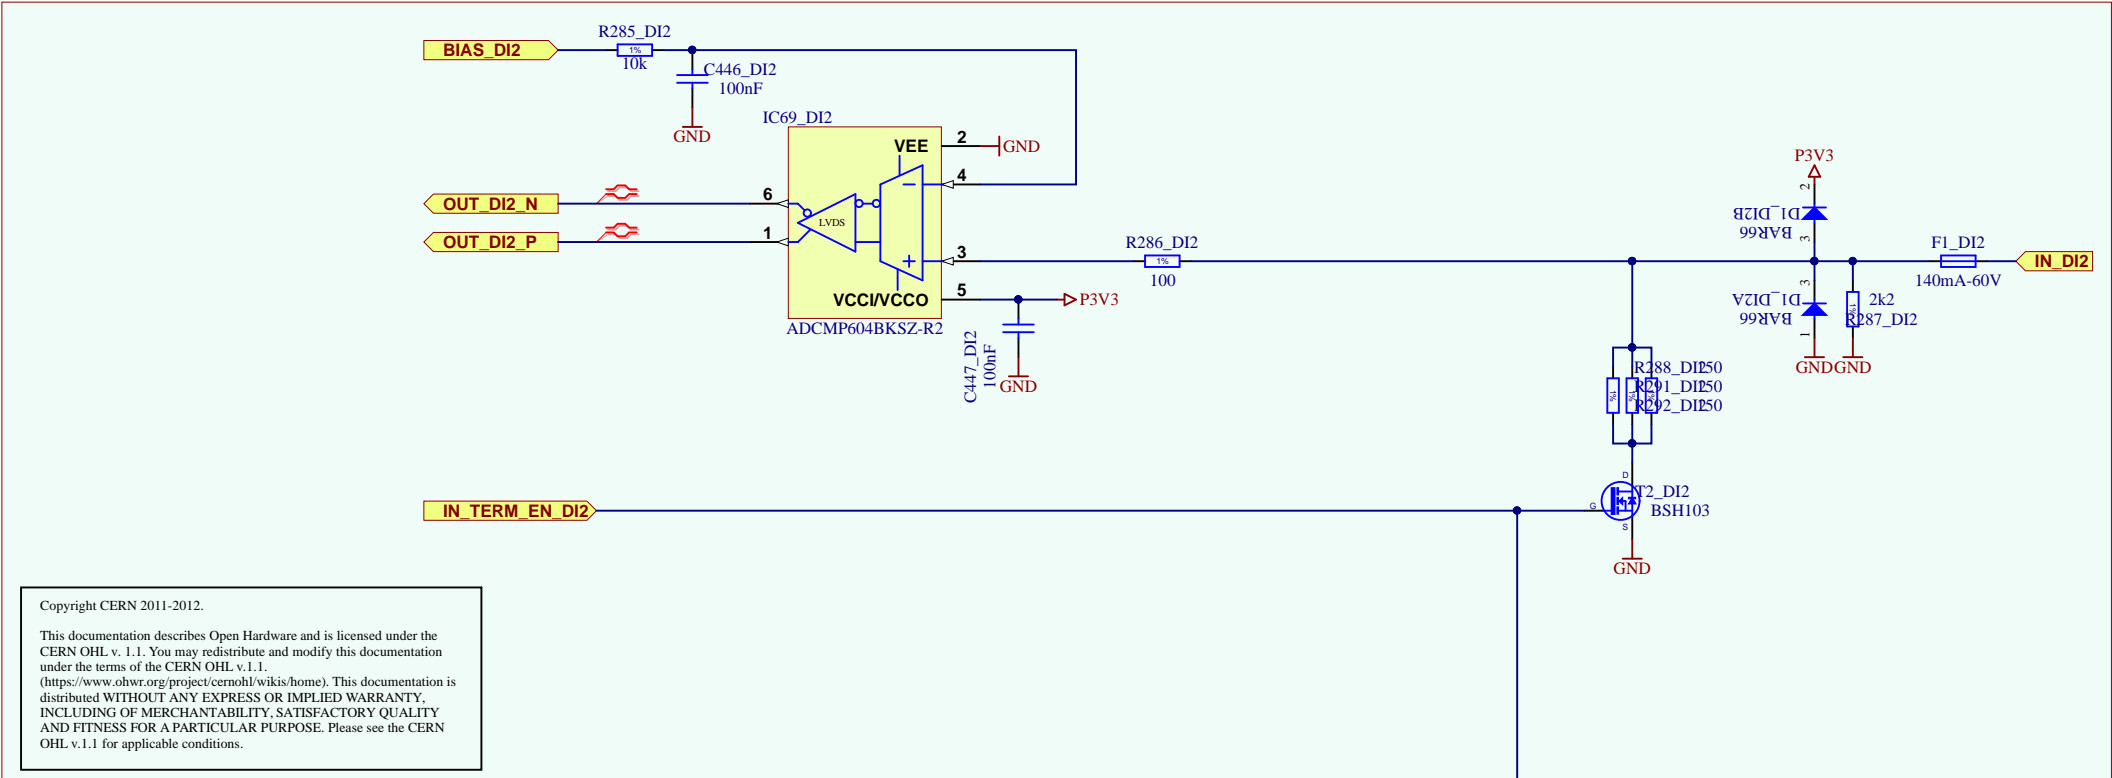 R285_DI2
BIAS_DI2
1%
10k
C446_DI2
100nF
GND
IC69_DI2
VEE
2
GND
4
6
OUT_DI2_N
LVDS
1
OUT_DI2_P
3
5
VCCI/VCCO
P3V3
ADCMP604BKSZ-R2
C447_DI2
100nF
GND
R286_DI2
1%
100
P3V3
2
D1_DI2B
BAR66
3
F1_DI2
IN_DI2
140mA-60V
3
D1_DI2A
BAR66
1
2k2
1%
R287_DI2
GND
GND
R288_DI2
R291_DI2
R292_DI2
1%
1%
D
T2_DI2
BSH103
G
S
GND
IN_TERM_EN_DI2
Copyright CERN 2011-2012.
This documentation describes Open Hardware and is licensed under the
CERN OHL v. 1.1. You may redistribute and modify this documentation
under the terms of the CERN OHL v.1.1.
(https://www.ohwr.org/project/cernohl/wikis/home). This documentation is
distributed WITHOUT ANY EXPRESS OR IMPLIED WARRANTY,
INCLUDING OF MERCHANTABILITY, SATISFACTORY QUALITY
AND FITNESS FOR A PARTICULAR PURPOSE. Please see the CERN
OHL v.1.1 for applicable conditions.